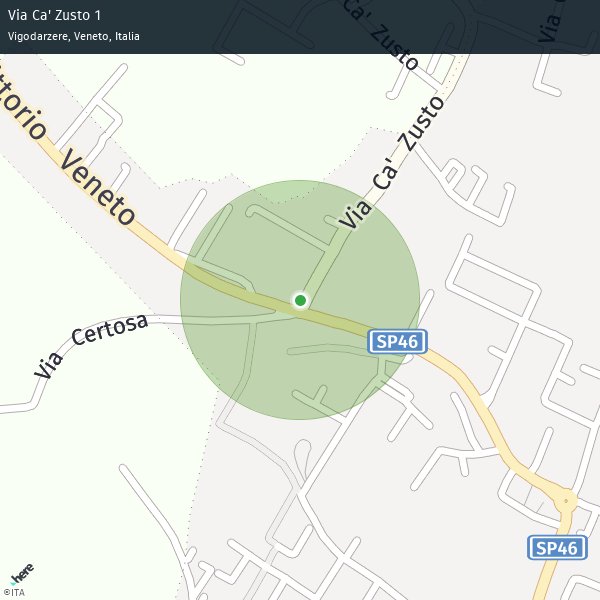 Via Ca' Zusto 1
Vigodarzere, Veneto, Italia
Ca' Zusto
Via
ttorio Veneto
Via Ca' Zusto
Via Certosa
SP46
SP46
here
©ITA